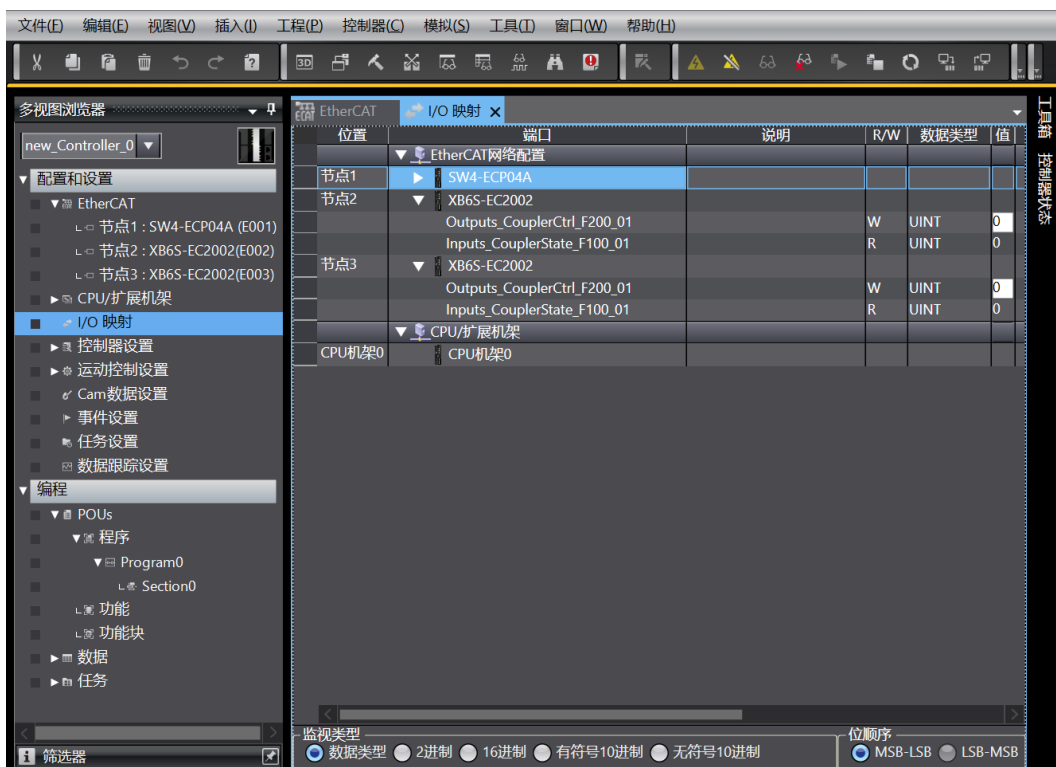 文件(F) 编辑(E) 视图(V) 插入(I) 工程(P) 控制器(C) 模拟(S) 工具(T) 窗口(W) 帮助(H)
3D
多视图浏览器
new_Controller_0
配置和设置
EtherCAT
节点1 : SW4-ECP04A (E001)
节点2 : XB6S-EC2002(E002)
节点3 : XB6S-EC2002(E003)
CPU/扩展机架
I/O 映射
控制器设置
运动控制设置
Cam数据设置
事件设置
任务设置
数据跟踪设置
编程
POUs
程序
Program0
Section0
功能
功能块
数据
任务
筛选器
EtherCAT I/O 映射
位置 端口 说明 R/W 数据类型 值
EtherCAT网络配置
节点1 SW4-ECP04A
节点2 XB6S-EC2002
Outputs_CouplerCtrl_F200_01 W UINT 0
Inputs_CouplerState_F100_01 R UINT 0
节点3 XB6S-EC2002
Outputs_CouplerCtrl_F200_01 W UINT 0
Inputs_CouplerState_F100_01 R UINT 0
CPU/扩展机架
CPU机架0 CPU机架0
监视类型
数据类型 2进制 16进制 有符号10进制 无符号10进制
位顺序
MSB-LSB LSB-MSB
工具箱
控制器状态